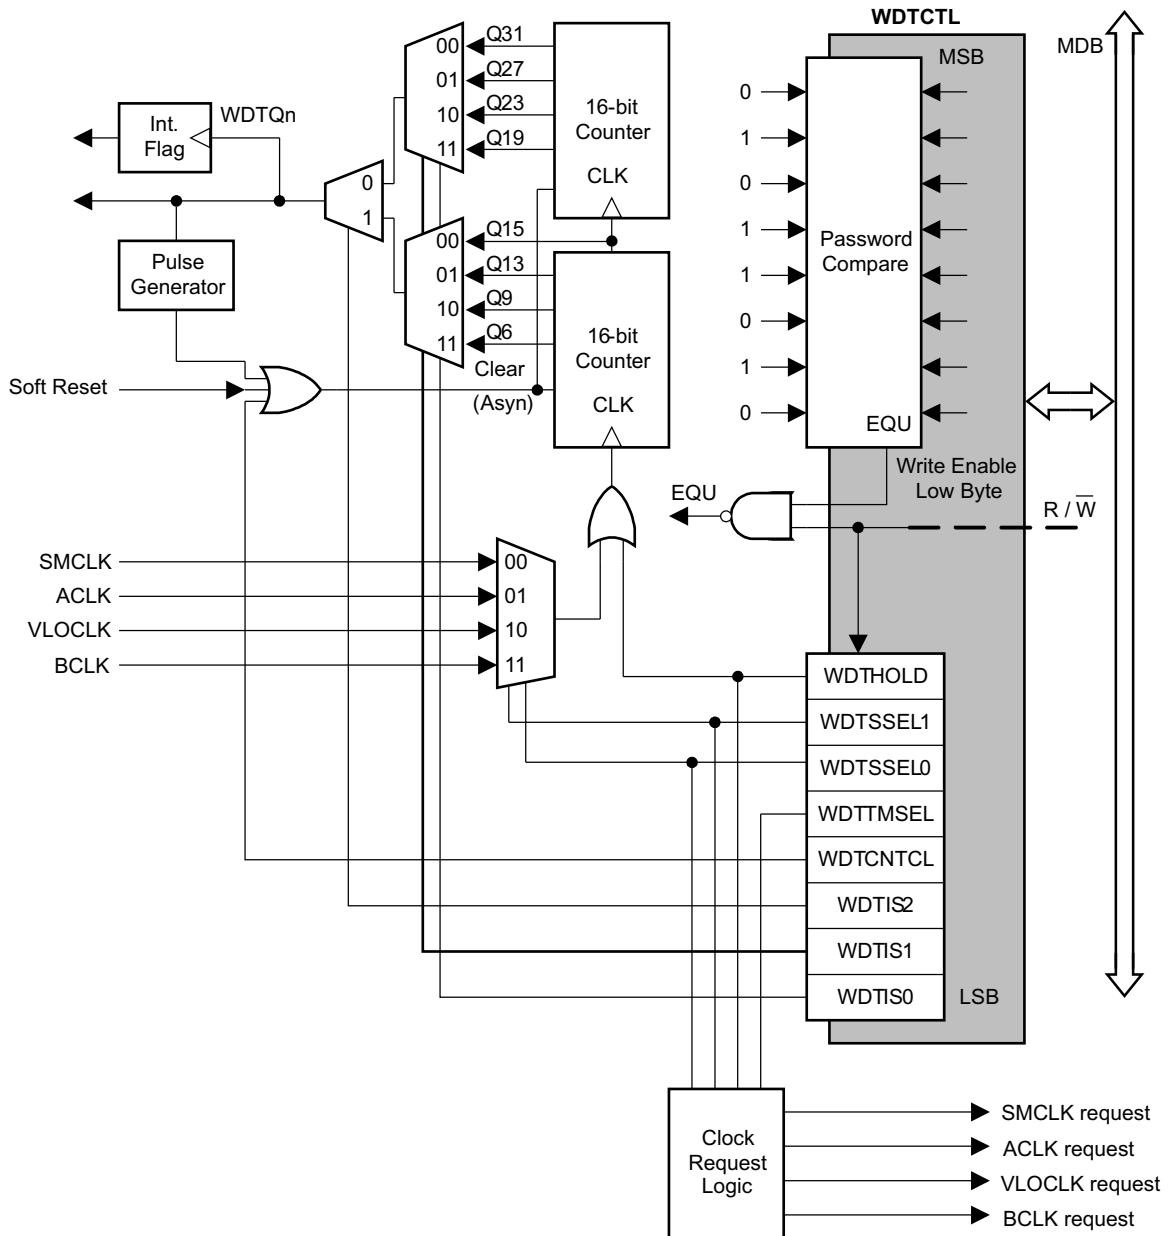 WDTCTL
MDB
MSB
Q31
Q27
Q23
Q19
00
01
10
11
16-bit
Counter
CLK
Int.
Flag
WDTQn
0
1
Pulse
Generator
Q15
Q13
Q9
Q6
00
01
10
11
16-bit
Counter
CLK
Clear
(Asyn)
Soft Reset
0
1
0
1
1
0
1
0
Password
Compare
EQU
Write Enable
Low Byte
EQU
R / W
SMCLK
ACLK
VLOCLK
BCLK
00
01
10
11
WDTHOLD
WDTSSEL1
WDTSSEL0
WDTTMSEL
WDTCNTCL
WDTIS2
WDTIS1
WDTIS0
LSB
Clock
Request
Logic
SMCLK request
ACLK request
VLOCLK request
BCLK request